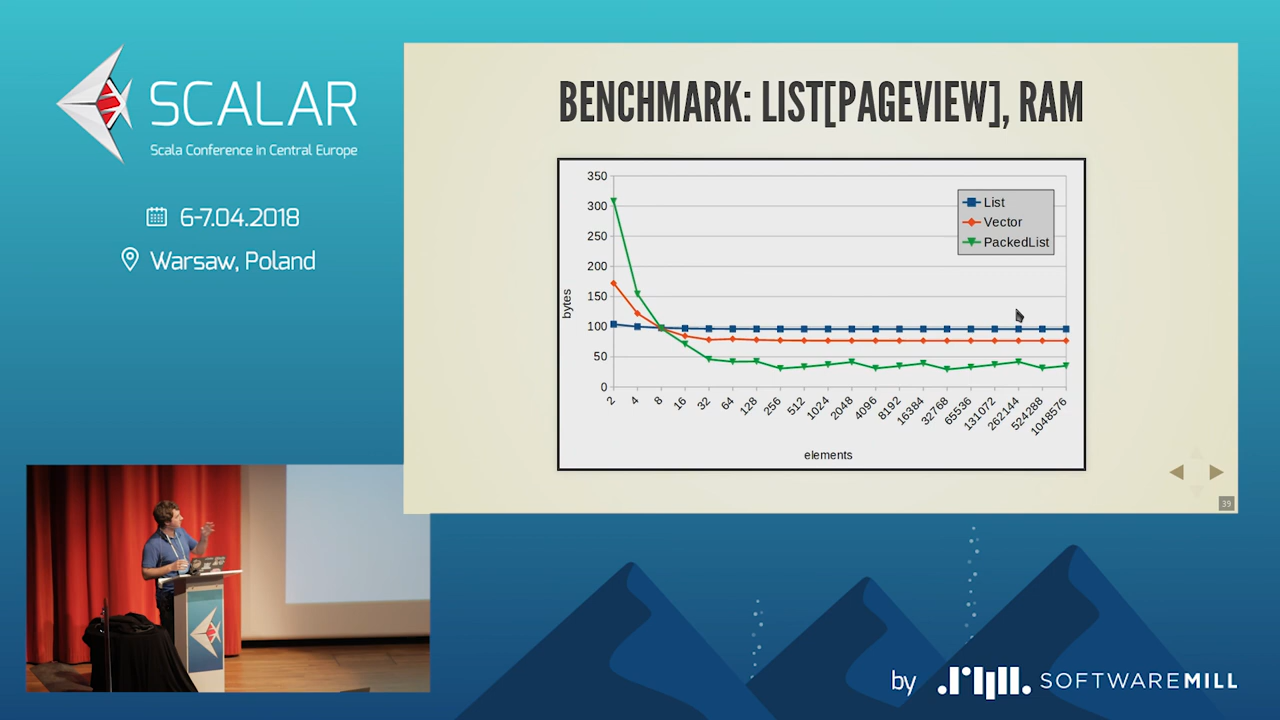 SCALAR
Scala Conference in Central Europe
6-7.04.2018
Warsaw, Poland
BENCHMARK: LIST[PAGEVIEW], RAM
350
300
250
200
150
100
50
0
bytes
List
Vector
PackedList
2
4
8
16
32
64
128
256
512
1024
2048
4096
8192
16384
32768
65536
131072
262144
524288
1048576
elements
39
by
SOFTWAREMILL